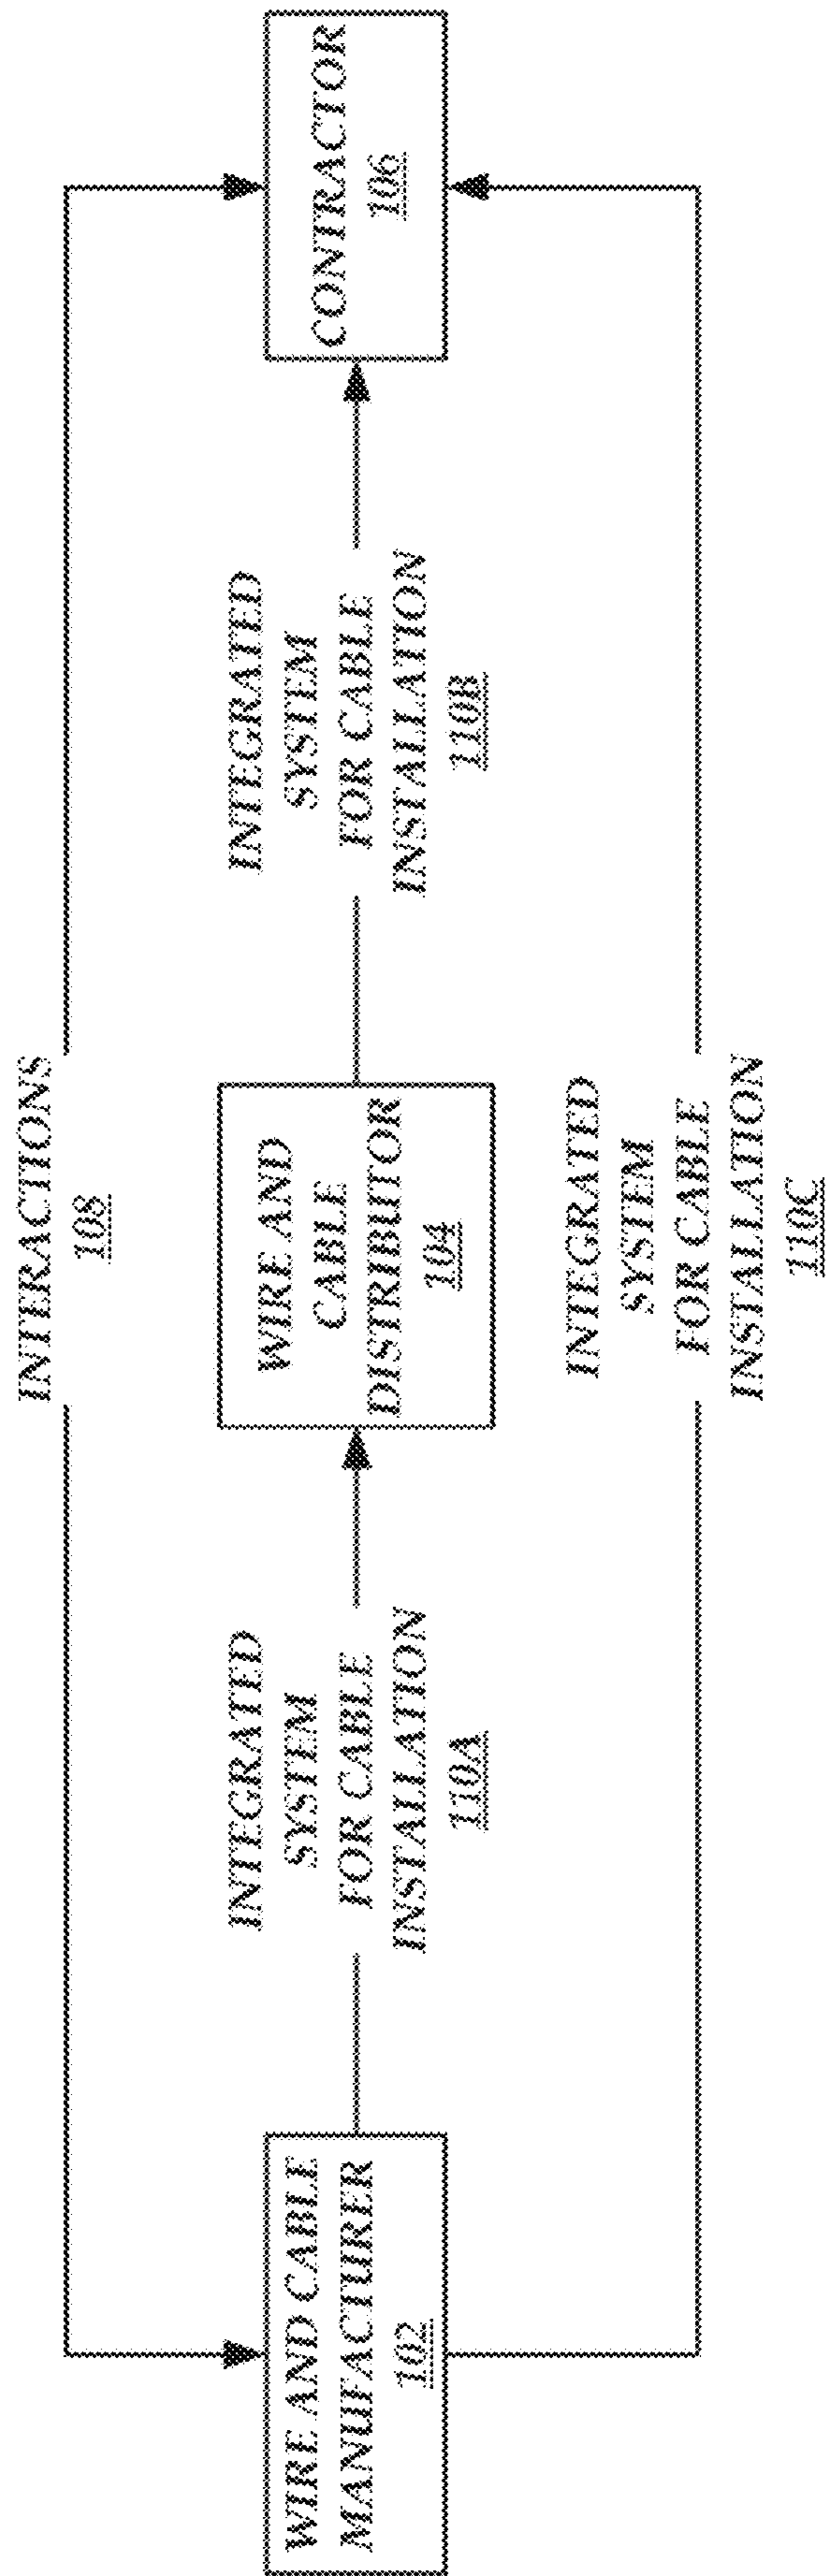 INTERACTIONS
108
WIRE AND CABLE
MANUFACTURER
102
INTEGRATED
SYSTEM
FOR CABLE
INSTALLATION
110A
WIRE AND
CABLE
DISTRIBUTOR
104
INTEGRATED
SYSTEM
FOR CABLE
INSTALLATION
110B
CONTRACTOR
106
INTEGRATED
SYSTEM
FOR CABLE
INSTALLATION
110C